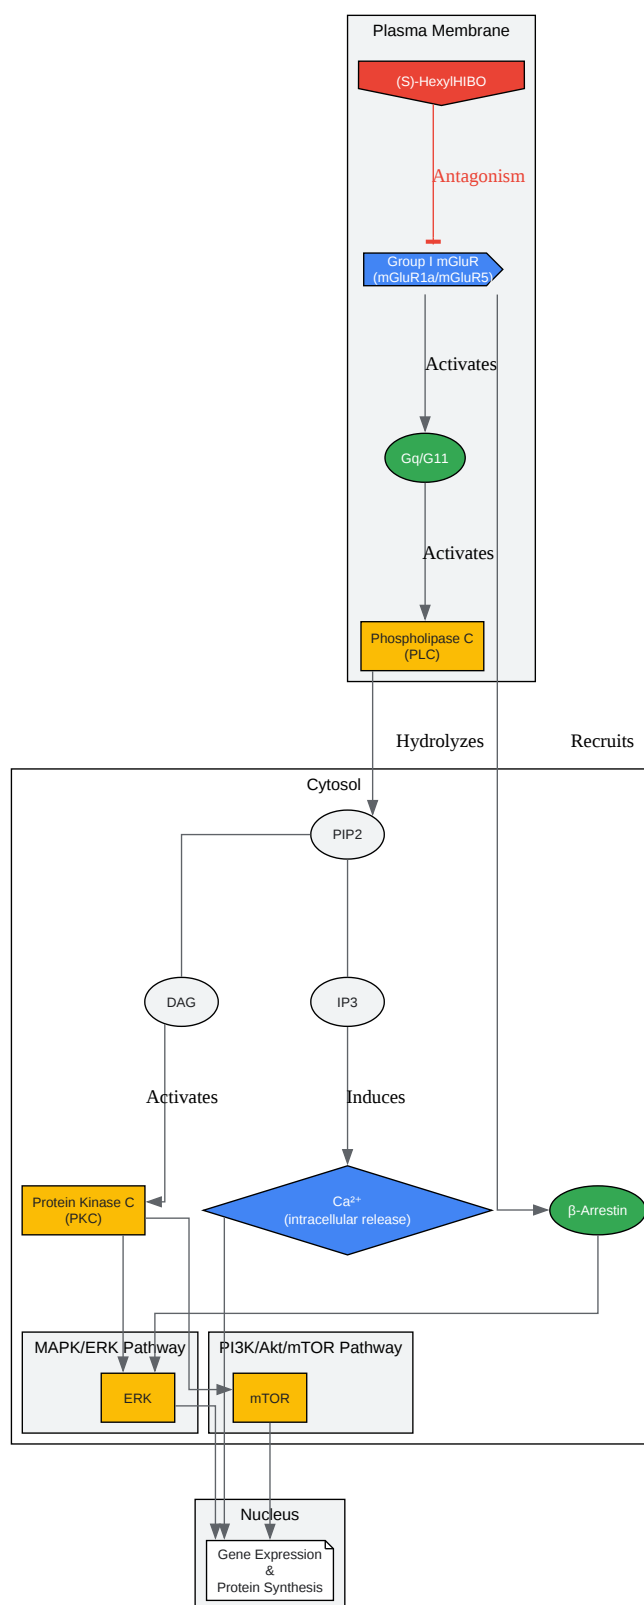 Plasma Membrane
(S)-HexylHIBO
Antagonism
Group I mGluR
(mGluR1a/mGluR5)
Activates
Gq/G11
Activates
Phospholipase C
(PLC)
Hydrolyzes
Recruits
Cytosol
PIP2
DAG
IP3
Activates
Induces
Protein Kinase C
(PKC)
Ca²⁺
(intracellular release)
β-Arrestin
MAPK/ERK Pathway
PI3K/Akt/mTOR Pathway
ERK
mTOR
Nucleus
Gene Expression
&
Protein Synthesis